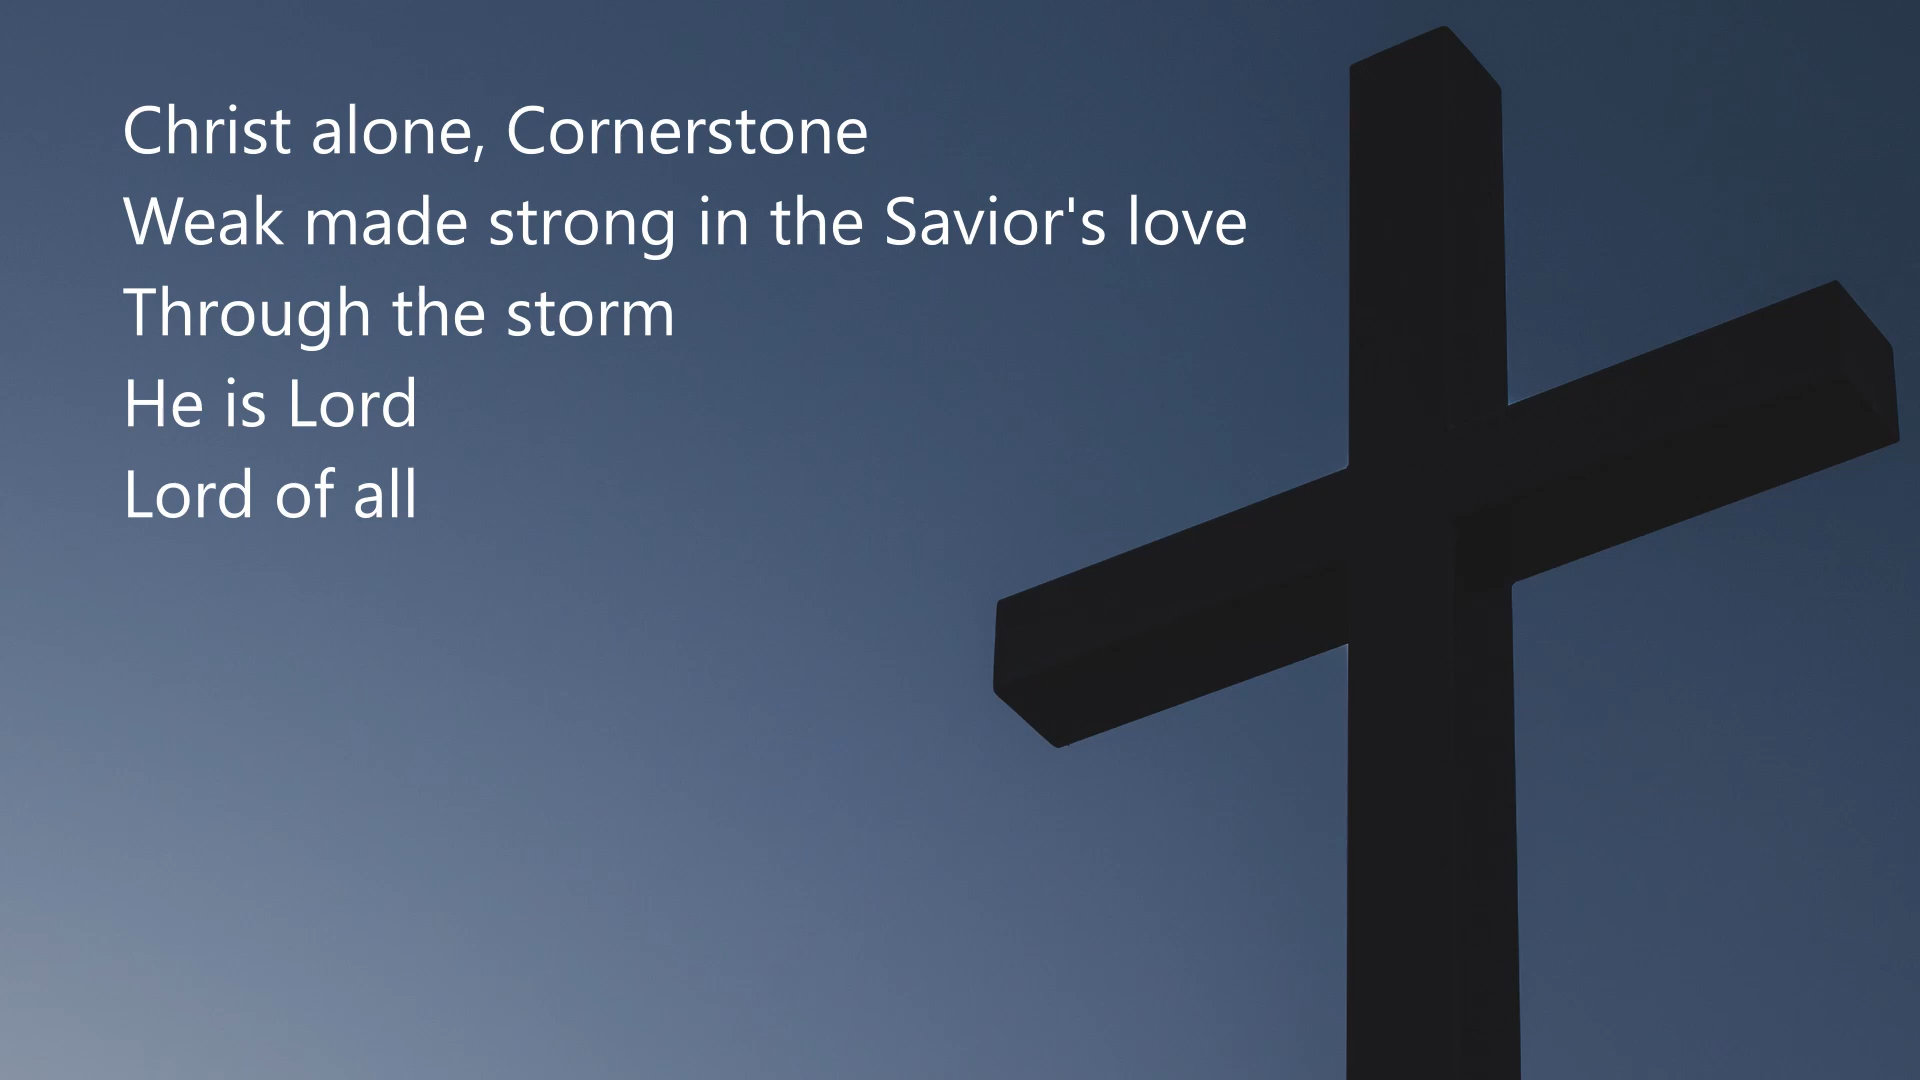 Christ alone, Cornerstone
Weak made strong in the Savior's love
Through the storm
He is Lord
Lord of all